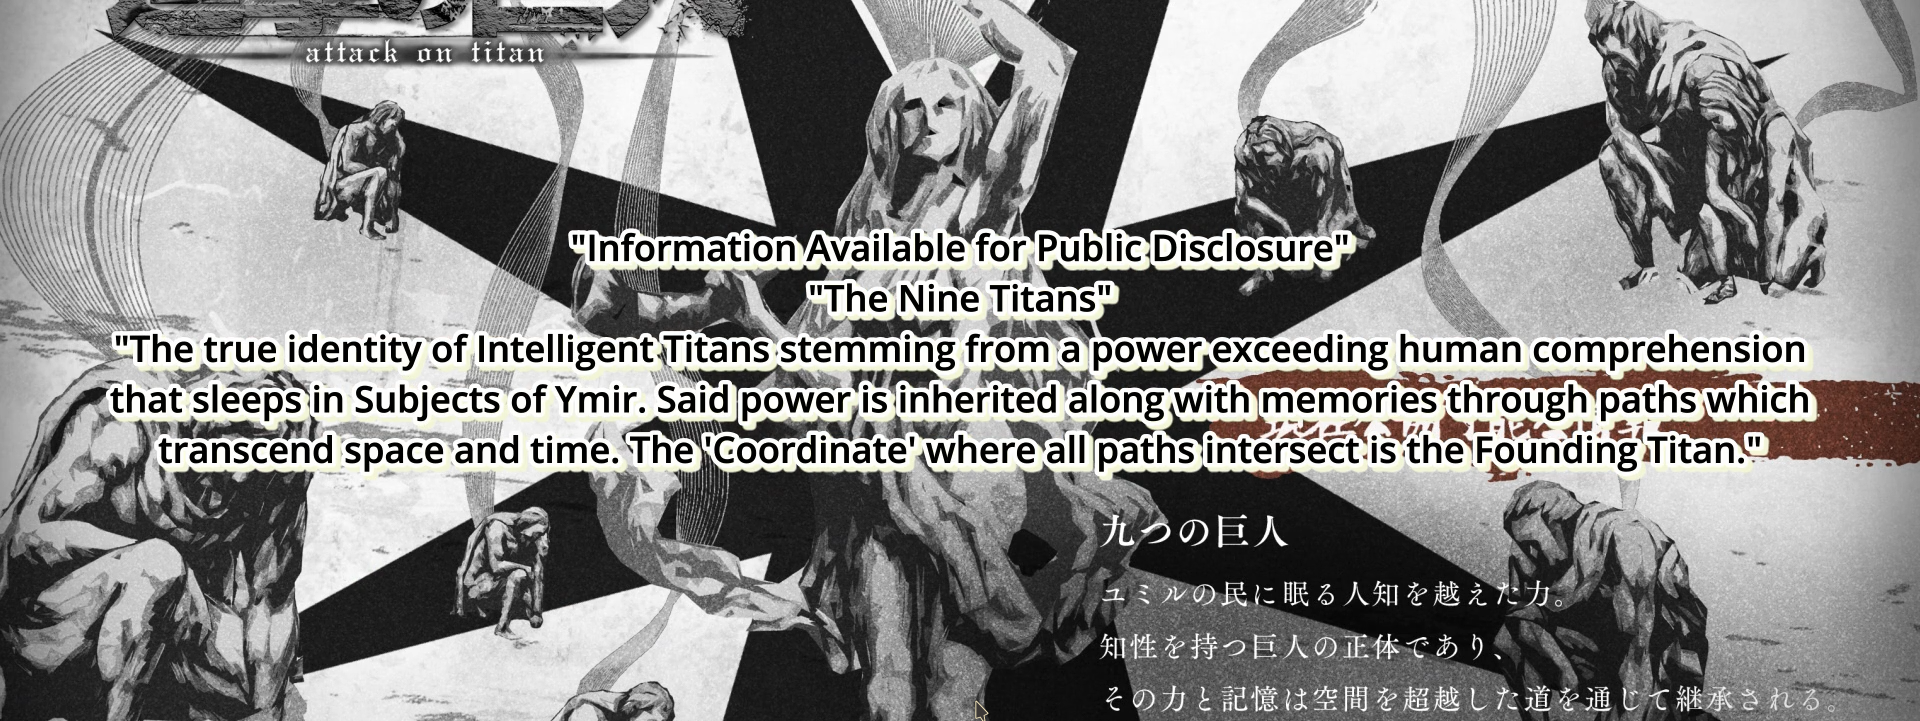 attack on titan
"Information Available for Public Disclosure"
"The Nine Titans"
"The true identity of Intelligent Titans stemming from a power exceeding human comprehension
that sleeps in Subjects of Ymir. Said power is inherited along with memories through paths which
transcend space and time. The 'Coordinate' where all paths intersect is the Founding Titan."
九つの巨人
ユミルの民に眠る人知を越えた力。
知性を持つ巨人の正体であり、
その力と記憶は空間を超越した道を通じて継承される。